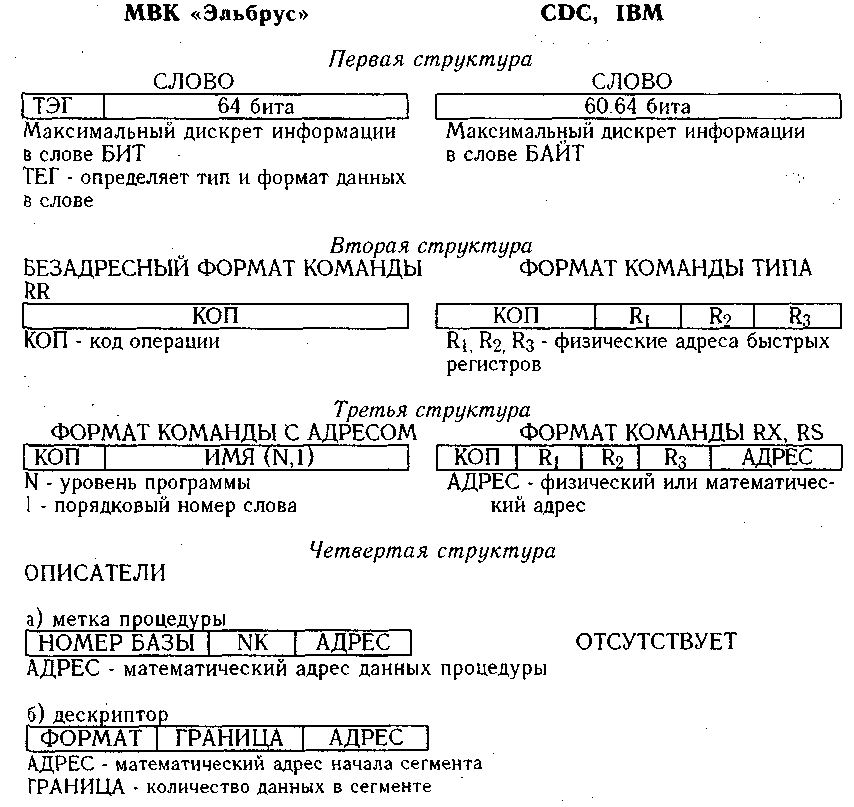 МВК «Эльбрус» CDC, IBM
Первая структура
СЛОВО СЛОВО
ТЭГ 64 бита 60.64 бита
Максимальный дискрет информации Максимальный дискрет информации
в слове БИТ в слове БАЙТ
ТЕГ - определяет тип и формат данных
в слове
Вторая структура
БЕЗАДРЕСНЫЙ ФОРМАТ КОМАНДЫ ФОРМАТ КОМАНДЫ ТИПА
RR
КОП КОП R1 R2 R3
КОП - код операции R1, R2, R3 - физические адреса быстрых
регистров
Третья структура
ФОРМАТ КОМАНДЫ С АДРЕСОМ ФОРМАТ КОМАНДЫ RX, RS
КОП ИМЯ (N,1) КОП R1 R2 R3 АДРЕС
N - уровень программы АДРЕС - физический или математичес-
1 - порядковый номер слова кий адрес
Четвертая структура
ОПИСАТЕЛИ
а) метка процедуры
НОМЕР БАЗЫ NK АДРЕС ОТСУТСТВУЕТ
АДРЕС - математический адрес данных процедуры
б) дескриптор
ФОРМАТ ГРАНИЦА АДРЕС
АДРЕС - математический адрес начала сегмента
ГРАНИЦА - количество данных в сегменте